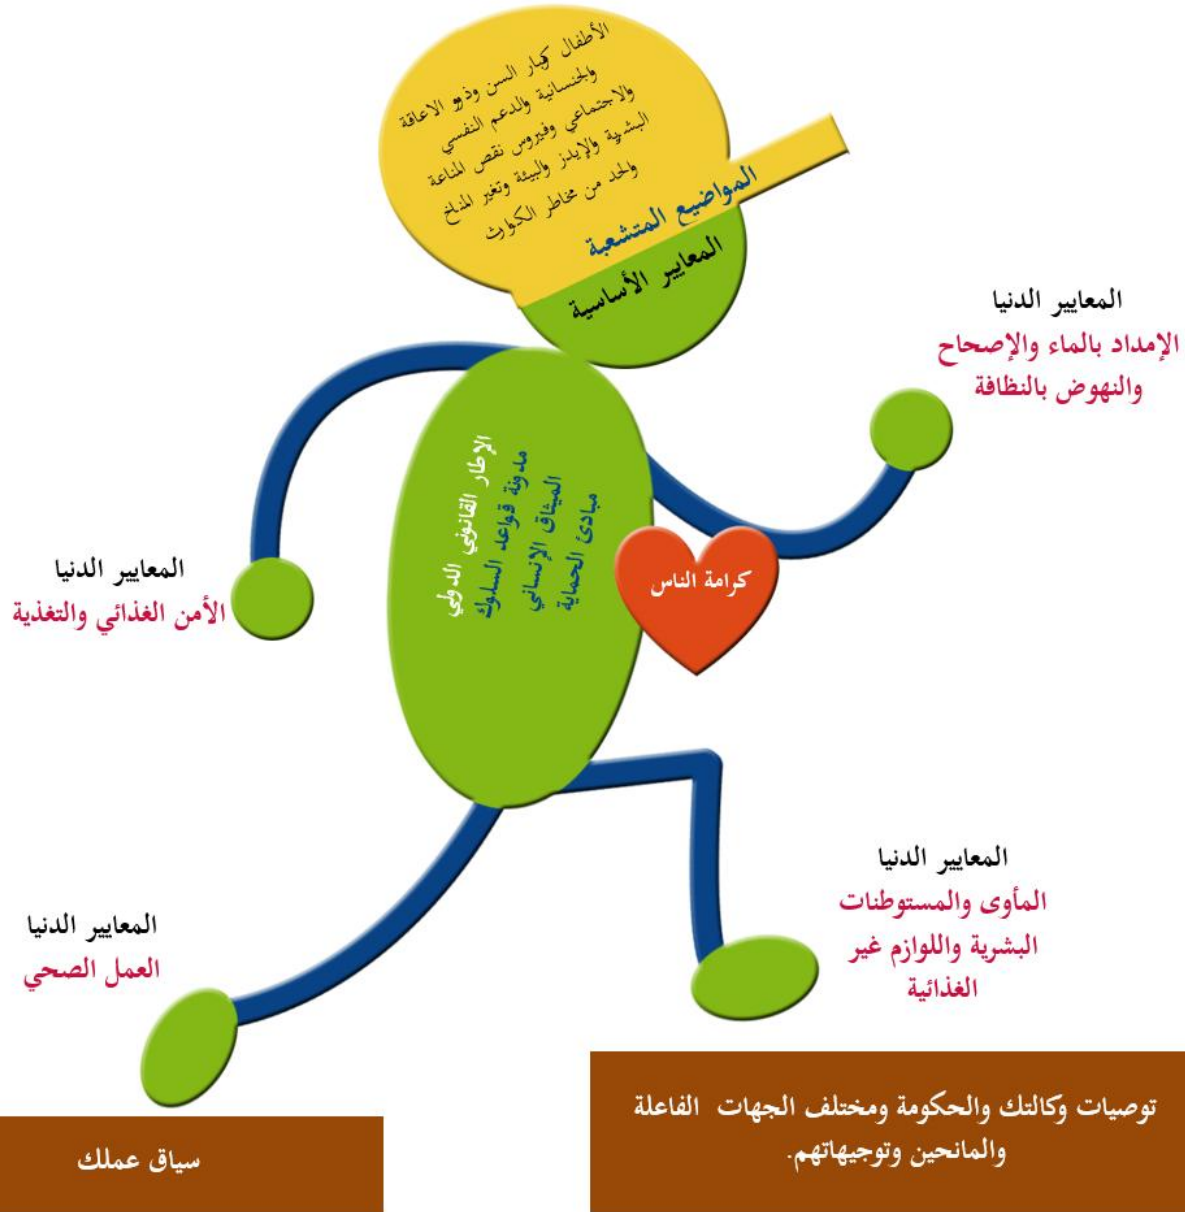 الأطفال كبار السن وذوو الاعاقة
والجنسانية والدعم النفسي
والاجتماعي وفيروس نقص المناعة
البشرية والإيدز والبيئة وتغير المناخ
والحد من مخاطر الكوارث
المواضيع المتشعبة
المعايير الأساسية
المعايير الدنيا
الإمداد بالماء والإصحاح
والنهوض بالنظافة
الإطار القانوني الدولي
مدونة قواعد السلوك
الميثاق الإنساني
مبادئ الحماية
كرامة الناس
المعايير الدنيا
الأمن الغذائي والتغذية
المعايير الدنيا
المأوى والمستوطنات
البشرية واللوازم غير
الغذائية
المعايير الدنيا
العمل الصحي
توصيات وكالتك والحكومة ومختلف الجهات الفاعلة
والمانحين وتوجيهاتهم.
سياق عملك